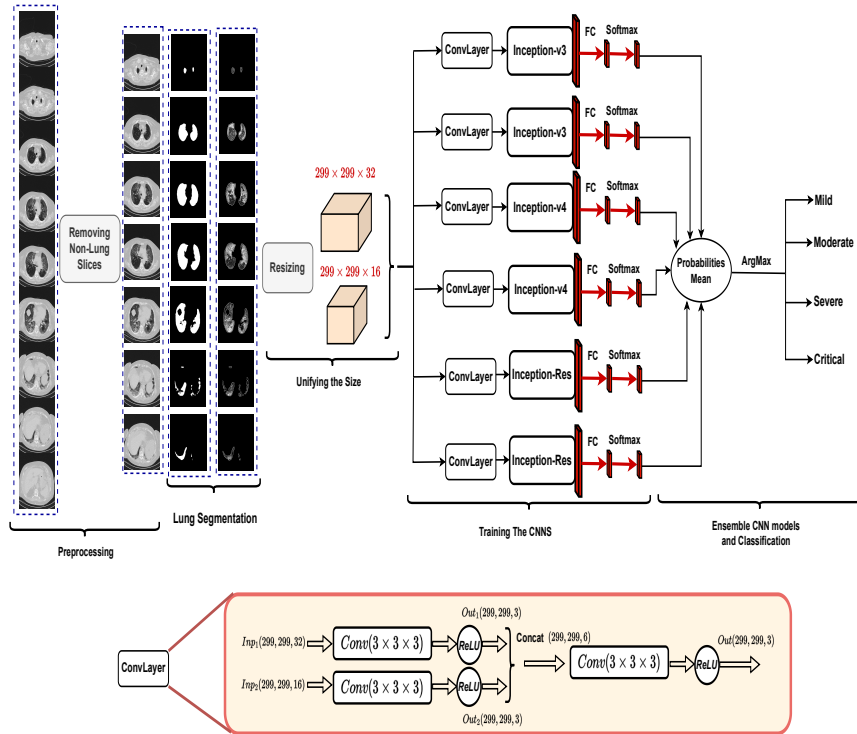 Removing
Non-Lung
Slices
Preprocessing
Lung Segmentation
Resizing
299 × 299 × 32
299 × 299 × 16
Unifying the Size
ConvLayer
Inception-v3
FC
Softmax
ConvLayer
Inception-v3
FC
Softmax
ConvLayer
Inception-v4
FC
Softmax
ConvLayer
Inception-v4
FC
Softmax
ConvLayer
Inception-Res
FC
Softmax
ConvLayer
Inception-Res
FC
Softmax
Training The CNNS
Probabilities
Mean
ArgMax
Mild
Moderate
Severe
Critical
Ensemble CNN models
and Classification
ConvLayer
Inp₁(299,299,32)
Conv(3 × 3 × 3)
ReLU
Out₁(299,299,3)
Inp₂(299,299,16)
Conv(3 × 3 × 3)
ReLU
Out₂(299,299,3)
Concat (299,299,6)
Conv(3 × 3 × 3)
ReLU
Out(299,299,3)